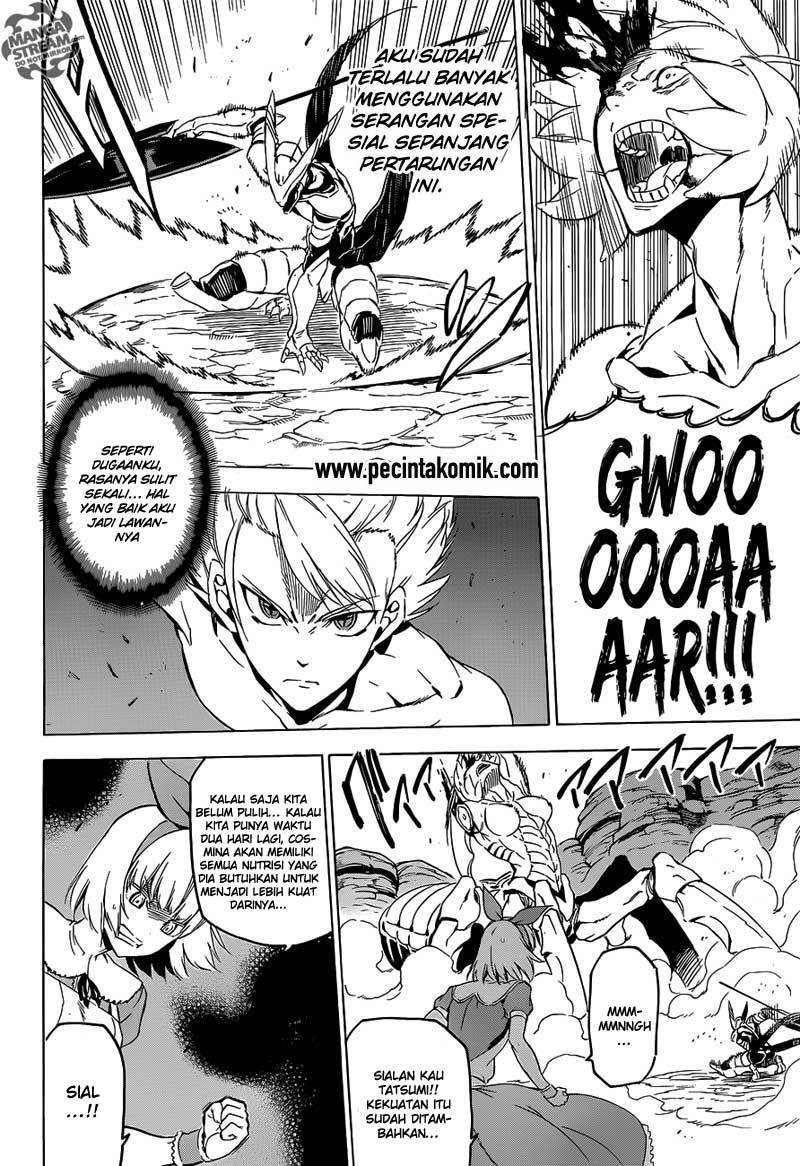 GWOO
OOOAA
AAR!!!
AKU SUDAH
TERLALU BANYAK
MENGGUNAKAN
SERANGAN SPE-
SIAL SEPANJANG
PERTARUNGAN
INI.
MANGA
STREAM
www.pecintakomik.com
SEPERTI
DUGAANKU,
RASANYA SULIT
SEKALI... HAL
YANG BAIK AKU
JADI LAWAN-
NYA
MMM-
MMNNGH
...
SIALAN KAU
TATSUMI!!
KEKUATAN ITU
SUDAH DITAM-
BAHKAN...
KALAU SAJA KITA
BELUM PULIH... KALAU
KITA PUNYA WAKTU
DUA HARI LAGI, COS-
MINA AKAN MEMILIKI
SEMUA NUTRISI YANG
DIA BUTUHKAN UNTUK
MENJADI LEBIH KUAT
DARINYA...
SIAL
...!!